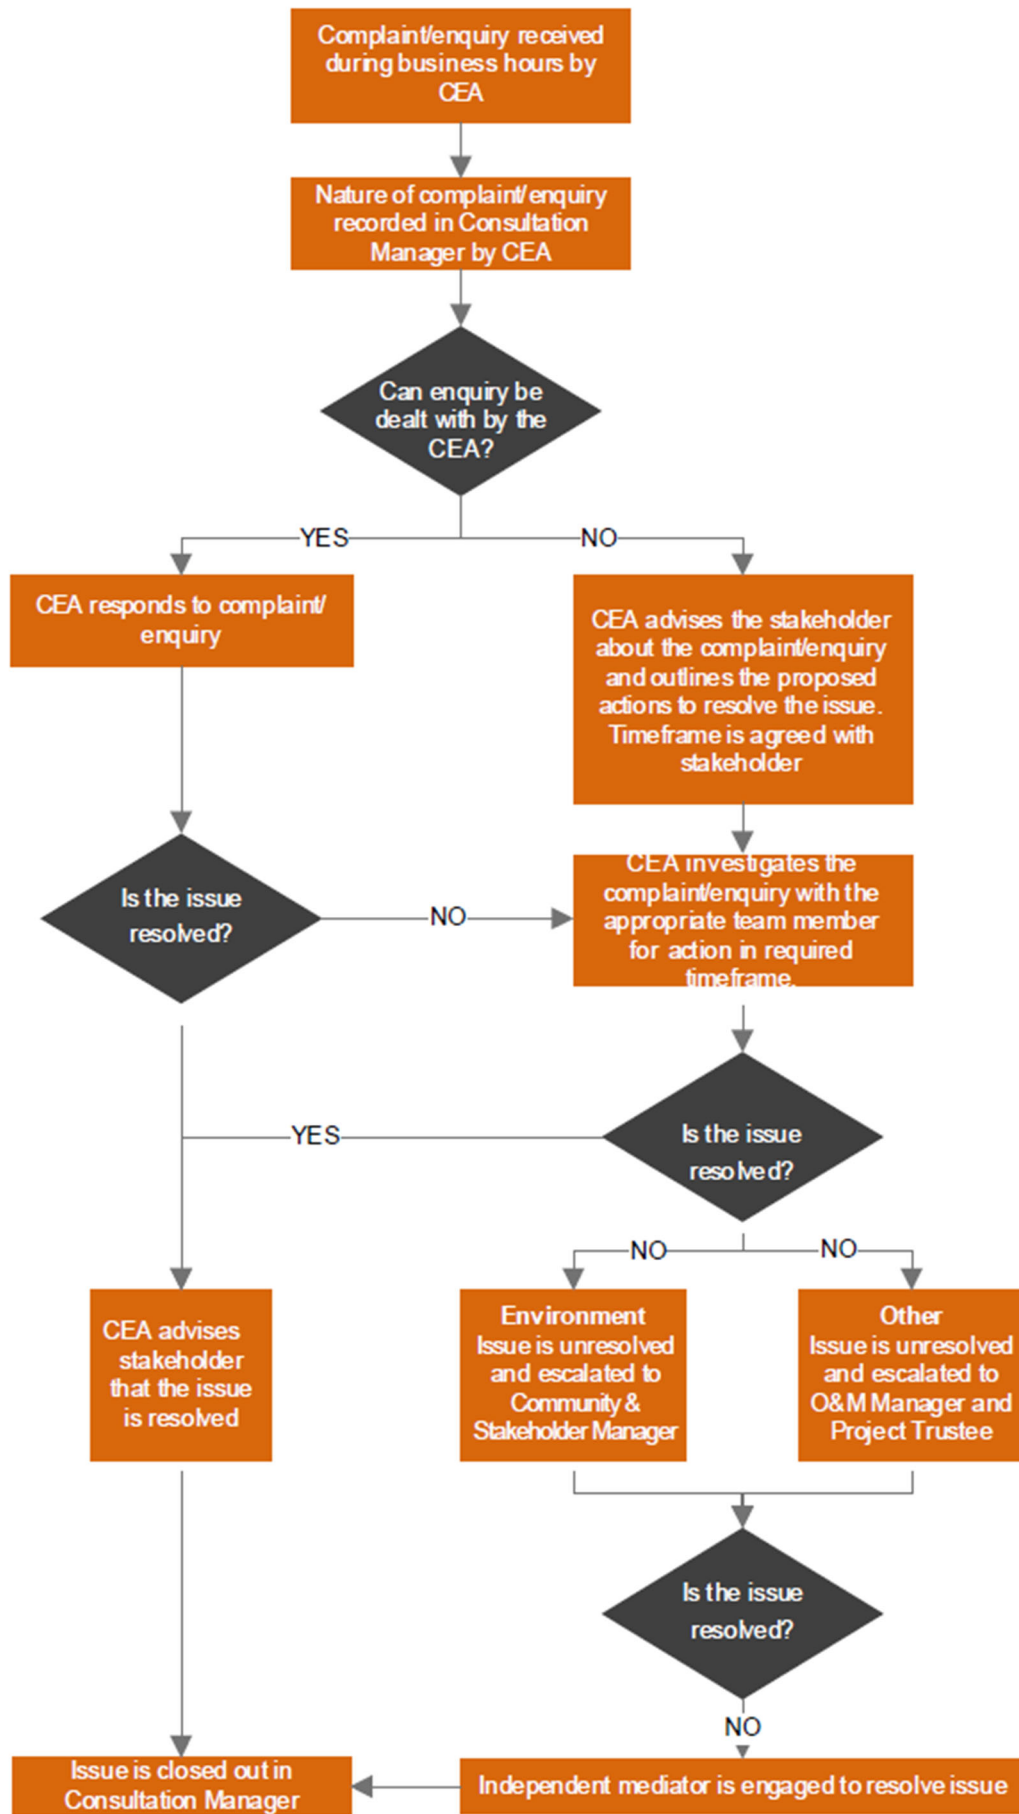 Complaint/enquiry received
during business hours by
CEA
Nature of complaint/enquiry
recorded in Consultation
Manager by CEA
Can enquiry be
dealt with by the
CEA?
YES
NO
CEA responds to complaint/
enquiry
CEA advises the stakeholder
about the complaint/enquiry
and outlines the proposed
actions to resolve the issue.
Timeframe is agreed with
stakeholder
Is the issue
resolved?
NO
CEA investigates the
complaint/enquiry with the
appropriate team member
for action in required
timeframe.
YES
Is the issue
resolved?
NO
NO
CEA advises
stakeholder
that the issue
is resolved
Environment
Issue is unresolved
and escalated to
Community &
Stakeholder Manager
Other
Issue is unresolved
and escalated to
O&M Manager and
Project Trustee
Is the issue
resolved?
NO
Issue is closed out in
Consultation Manager
Independent mediator is engaged to resolve issue